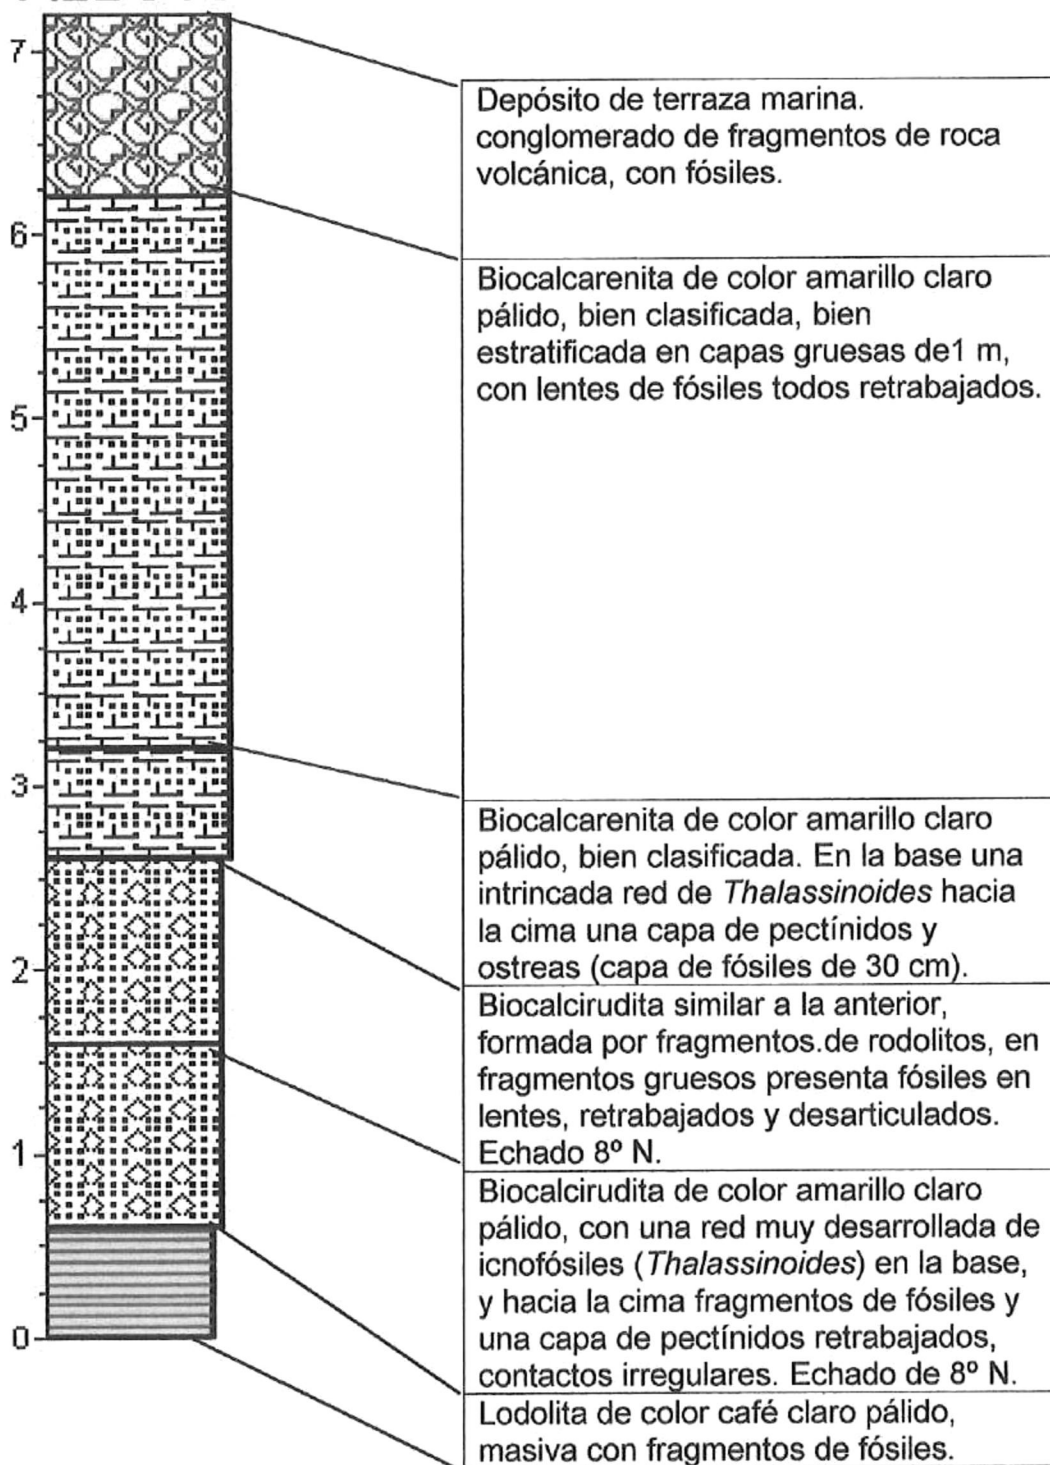 7
6
5
4
3
2
1
0
Depósito de terraza marina.
conglomerado de fragmentos de roca
volcánica, con fósiles.
Biocalcarenita de color amarillo claro
pálido, bien clasificada, bien
estratificada en capas gruesas de1 m,
con lentes de fósiles todos retrabajados.
Biocalcarenita de color amarillo claro
pálido, bien clasificada. En la base una
intrincada red de Thalassinoides hacia
la cima una capa de pectínidos y
ostreas (capa de fósiles de 30 cm).
Biocalcirudita similar a la anterior,
formada por fragmentos.de rodolitos, en
fragmentos gruesos presenta fósiles en
lentes, retrabajados y desarticulados.
Echado 8º N.
Biocalcirudita de color amarillo claro
pálido, con una red muy desarrollada de
icnofósiles (Thalassinoides) en la base,
y hacia la cima fragmentos de fósiles y
una capa de pectínidos retrabajados,
contactos irregulares. Echado de 8º N.
Lodolita de color café claro pálido,
masiva con fragmentos de fósiles.